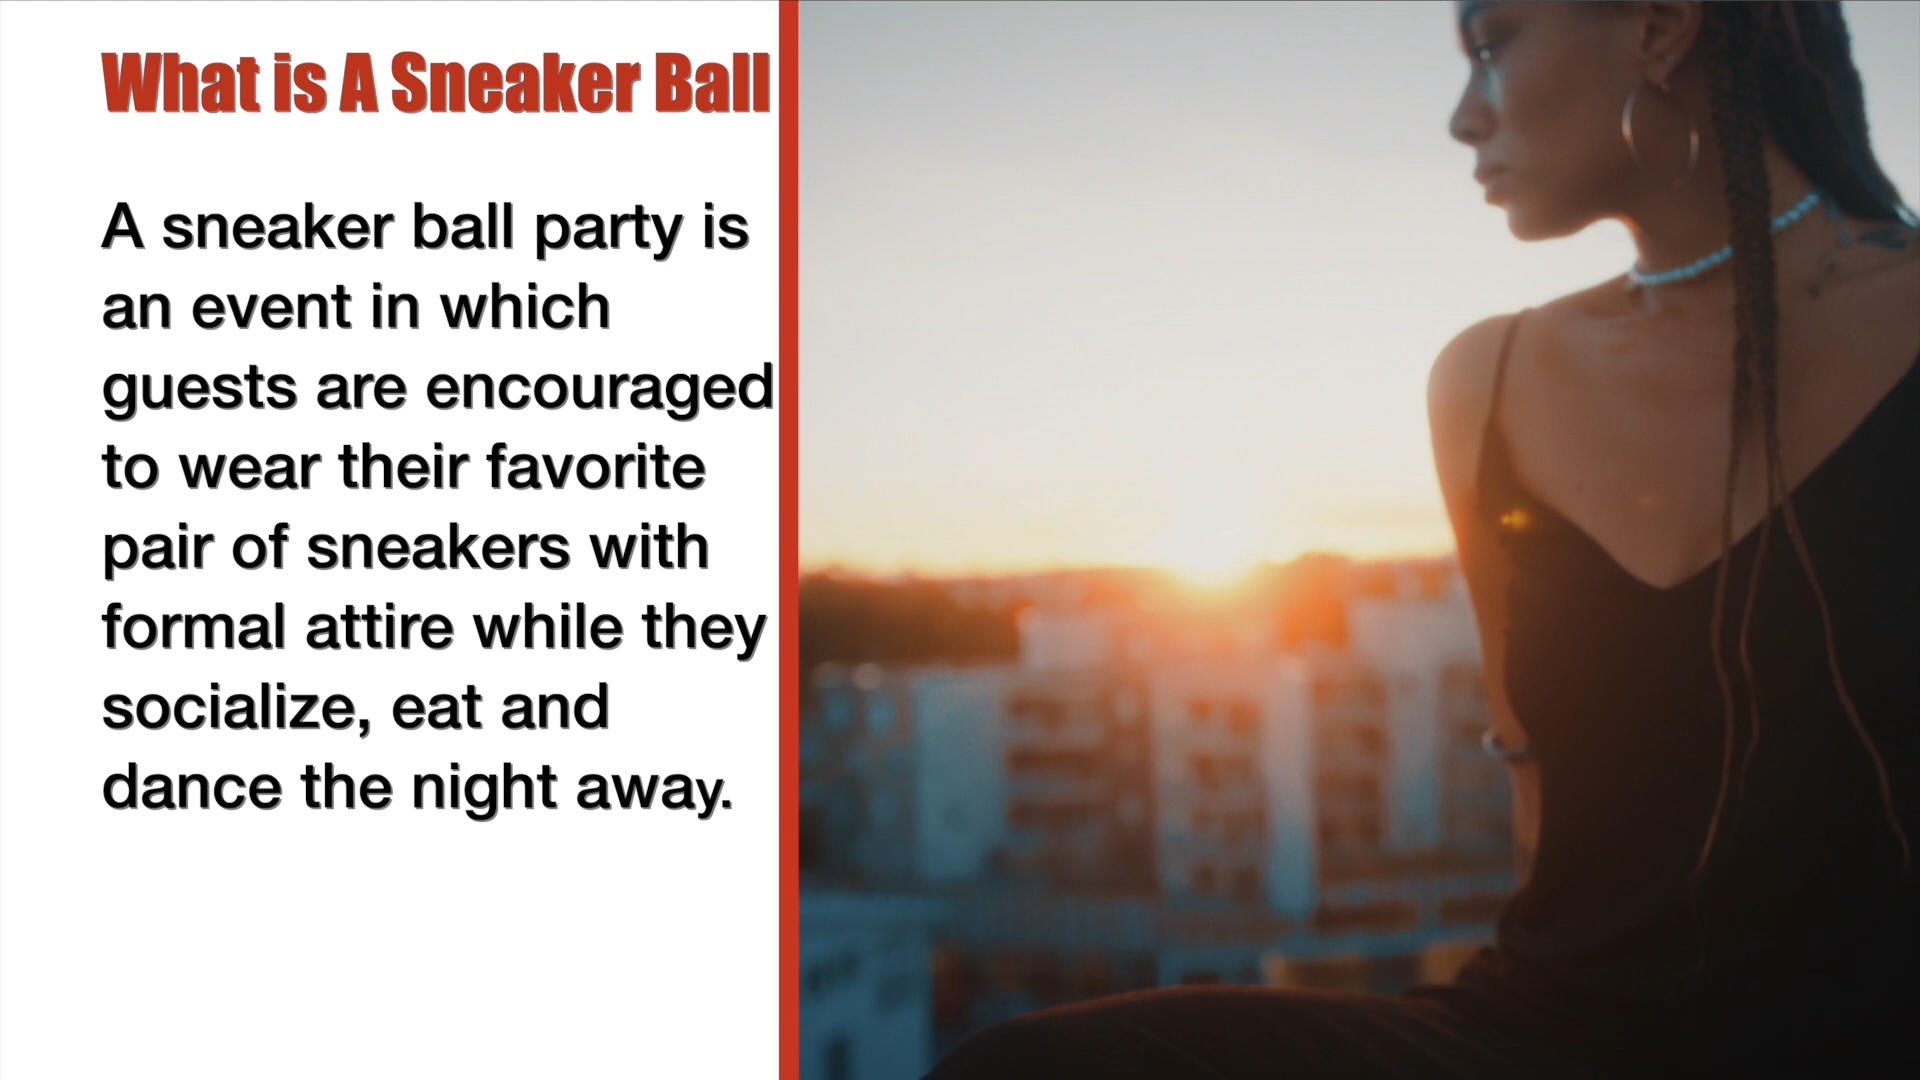 What is A Sneaker Ball
A sneaker ball party is
an event in which
guests are encouraged
to wear their favorite
pair of sneakers with
formal attire while they
socialize, eat and
dance the night away.